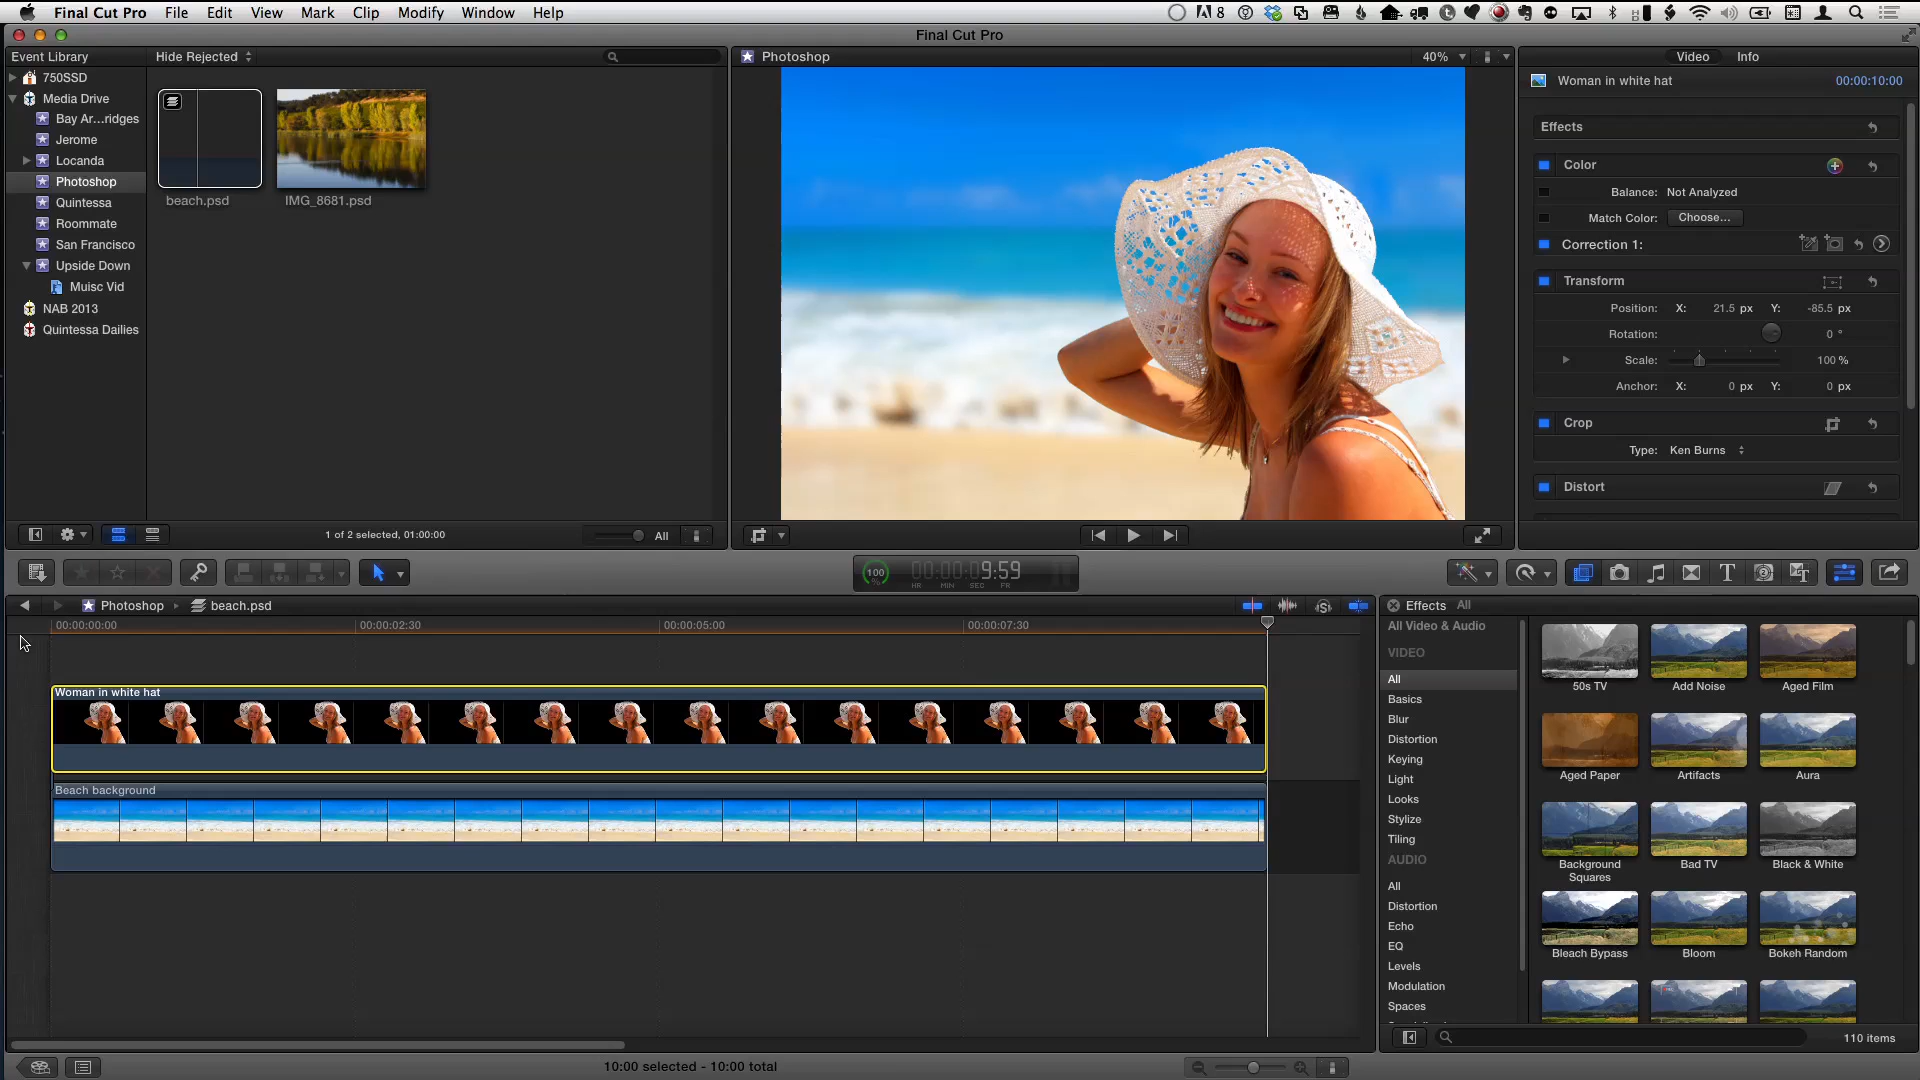 Final Cut Pro File Edit View Mark Clip Modify Window Help
8
Final Cut Pro
Event Library
Hide Rejected
750SSD
Media Drive
Bay Ar...ridges
Jerome
Locanda
Photoshop
Quintessa
Roommate
San Francisco
Upside Down
Muisc Vid
NAB 2013
Quintessa Dailies
beach.psd
IMG_8681.psd
1 of 2 selected, 01:00:00
All
Photoshop
40%
Video Info
Woman in white hat 00:00:10:00
Effects
Color
Balance: Not Analyzed
Match Color: Choose...
Correction 1:
Transform
Position: X: 21.5 px Y: -85.5 px
Rotation: 0 °
Scale: 100 %
Anchor: X: 0 px Y: 0 px
Crop
Type: Ken Burns
Distort
100 %
00:00:09:59
HR MIN SEC FR
Photoshop beach.psd
00:00:00:00 00:00:02:30 00:00:05:00 00:00:07:30
Woman in white hat
Beach background
10:00 selected - 10:00 total
Effects All
All Video & Audio
VIDEO
All
Basics
Blur
Distortion
Keying
Light
Looks
Stylize
Tiling
AUDIO
All
Distortion
Echo
EQ
Levels
Modulation
Spaces
50s TV Add Noise Aged Film
Aged Paper Artifacts Aura
Background Squares Bad TV Black & White
Bleach Bypass Bloom Bokeh Random
110 items